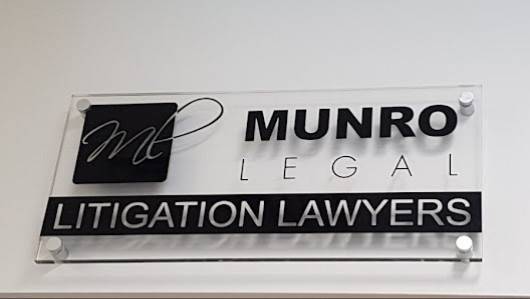 ML
MUNRO
LEGAL
LITIGATION LAWYERS